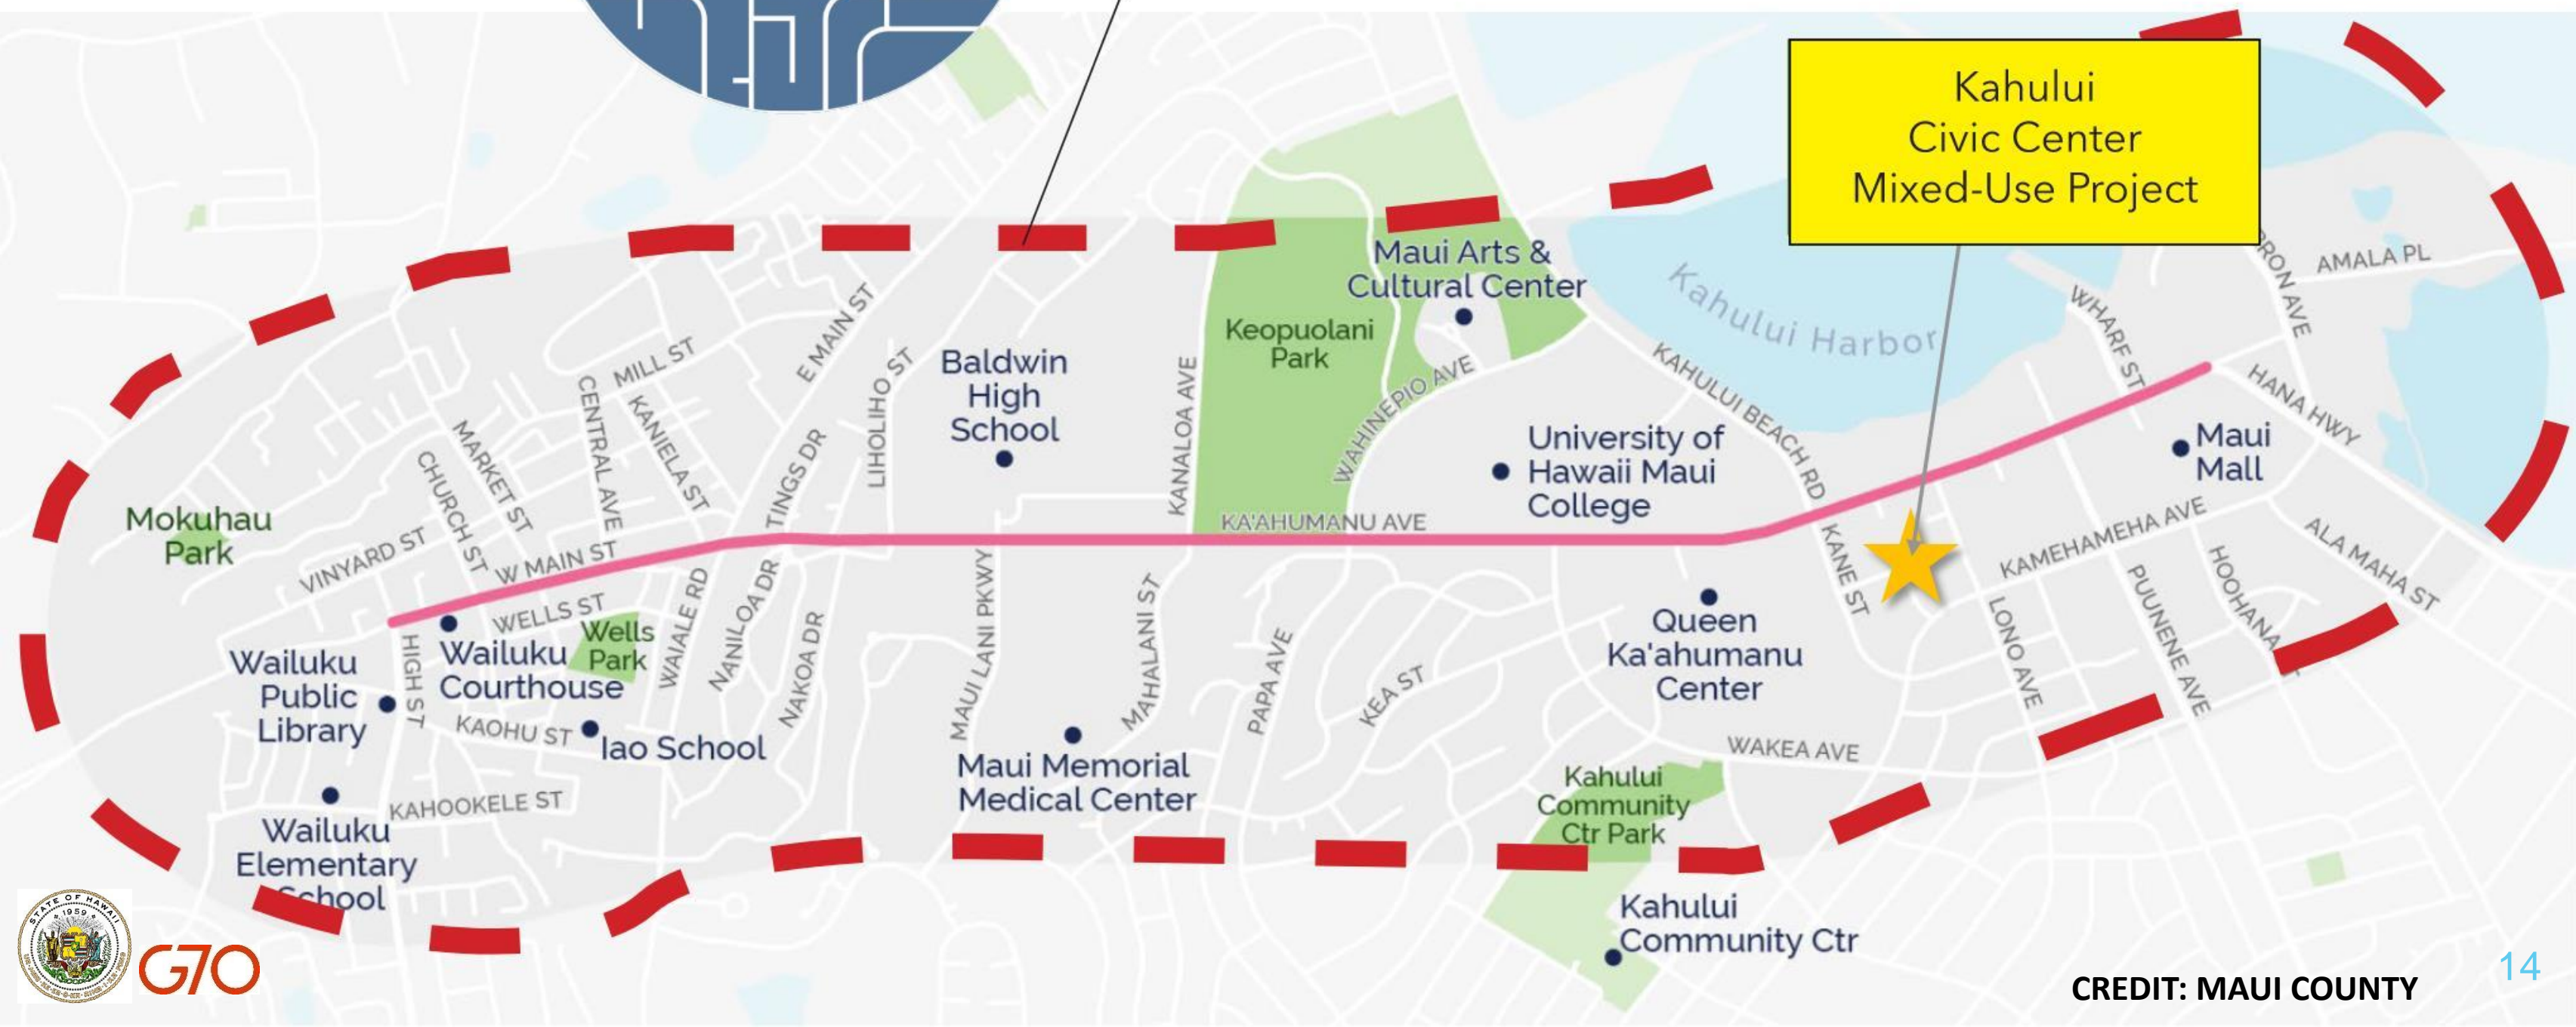 Kahului
Civic Center
Mixed-Use Project
AMALA PL
Maui Arts &
Cultural Center
Kahului Harbor
WHARF ST
HANA HWY
E MAIN ST
MILL ST
LIHOLIHO ST
Baldwin
High
School
KANALOA AVE
Keopuolani
Park
WAHINEPIO AVE
KAHULUI BEACH RD
CENTRAL AVE
KANIELA ST
MARKET ST
CHURCH ST
TINGS DR
University of
Hawaii Maui
College
Maui
Mall
Mokuhau
Park
VINYARD ST
W MAIN ST
KA'AHUMANU AVE
KANE ST
KAMEHAMEHA AVE
ALA MAHA ST
WELLS ST
Wells
Park
WAIALE RD
NANILOA DR
NAKOA DR
MAUI LANI PKWY
MAHALANI ST
PAPA AVE
KEA ST
Queen
Ka'ahumanu
Center
LONO AVE
PUUNENE AVE
HOOHANA
Wailuku
Public
Library
HIGH ST
Wailuku
Courthouse
KAOHU ST
Iao School
Maui Memorial
Medical Center
WAKEA AVE
Kahului
Community
Ctr Park
KAHOOKELE ST
Wailuku
Elementary
School
Kahului
Community Ctr
STATE OF HAWAII
1959
G70
CREDIT: MAUI COUNTY
14